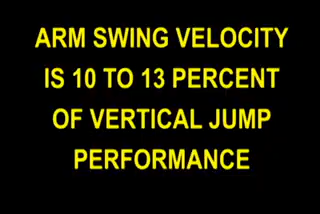 ARM SWING VELOCITY
IS 10 TO 13 PERCENT
OF VERTICAL JUMP
PERFORMANCE